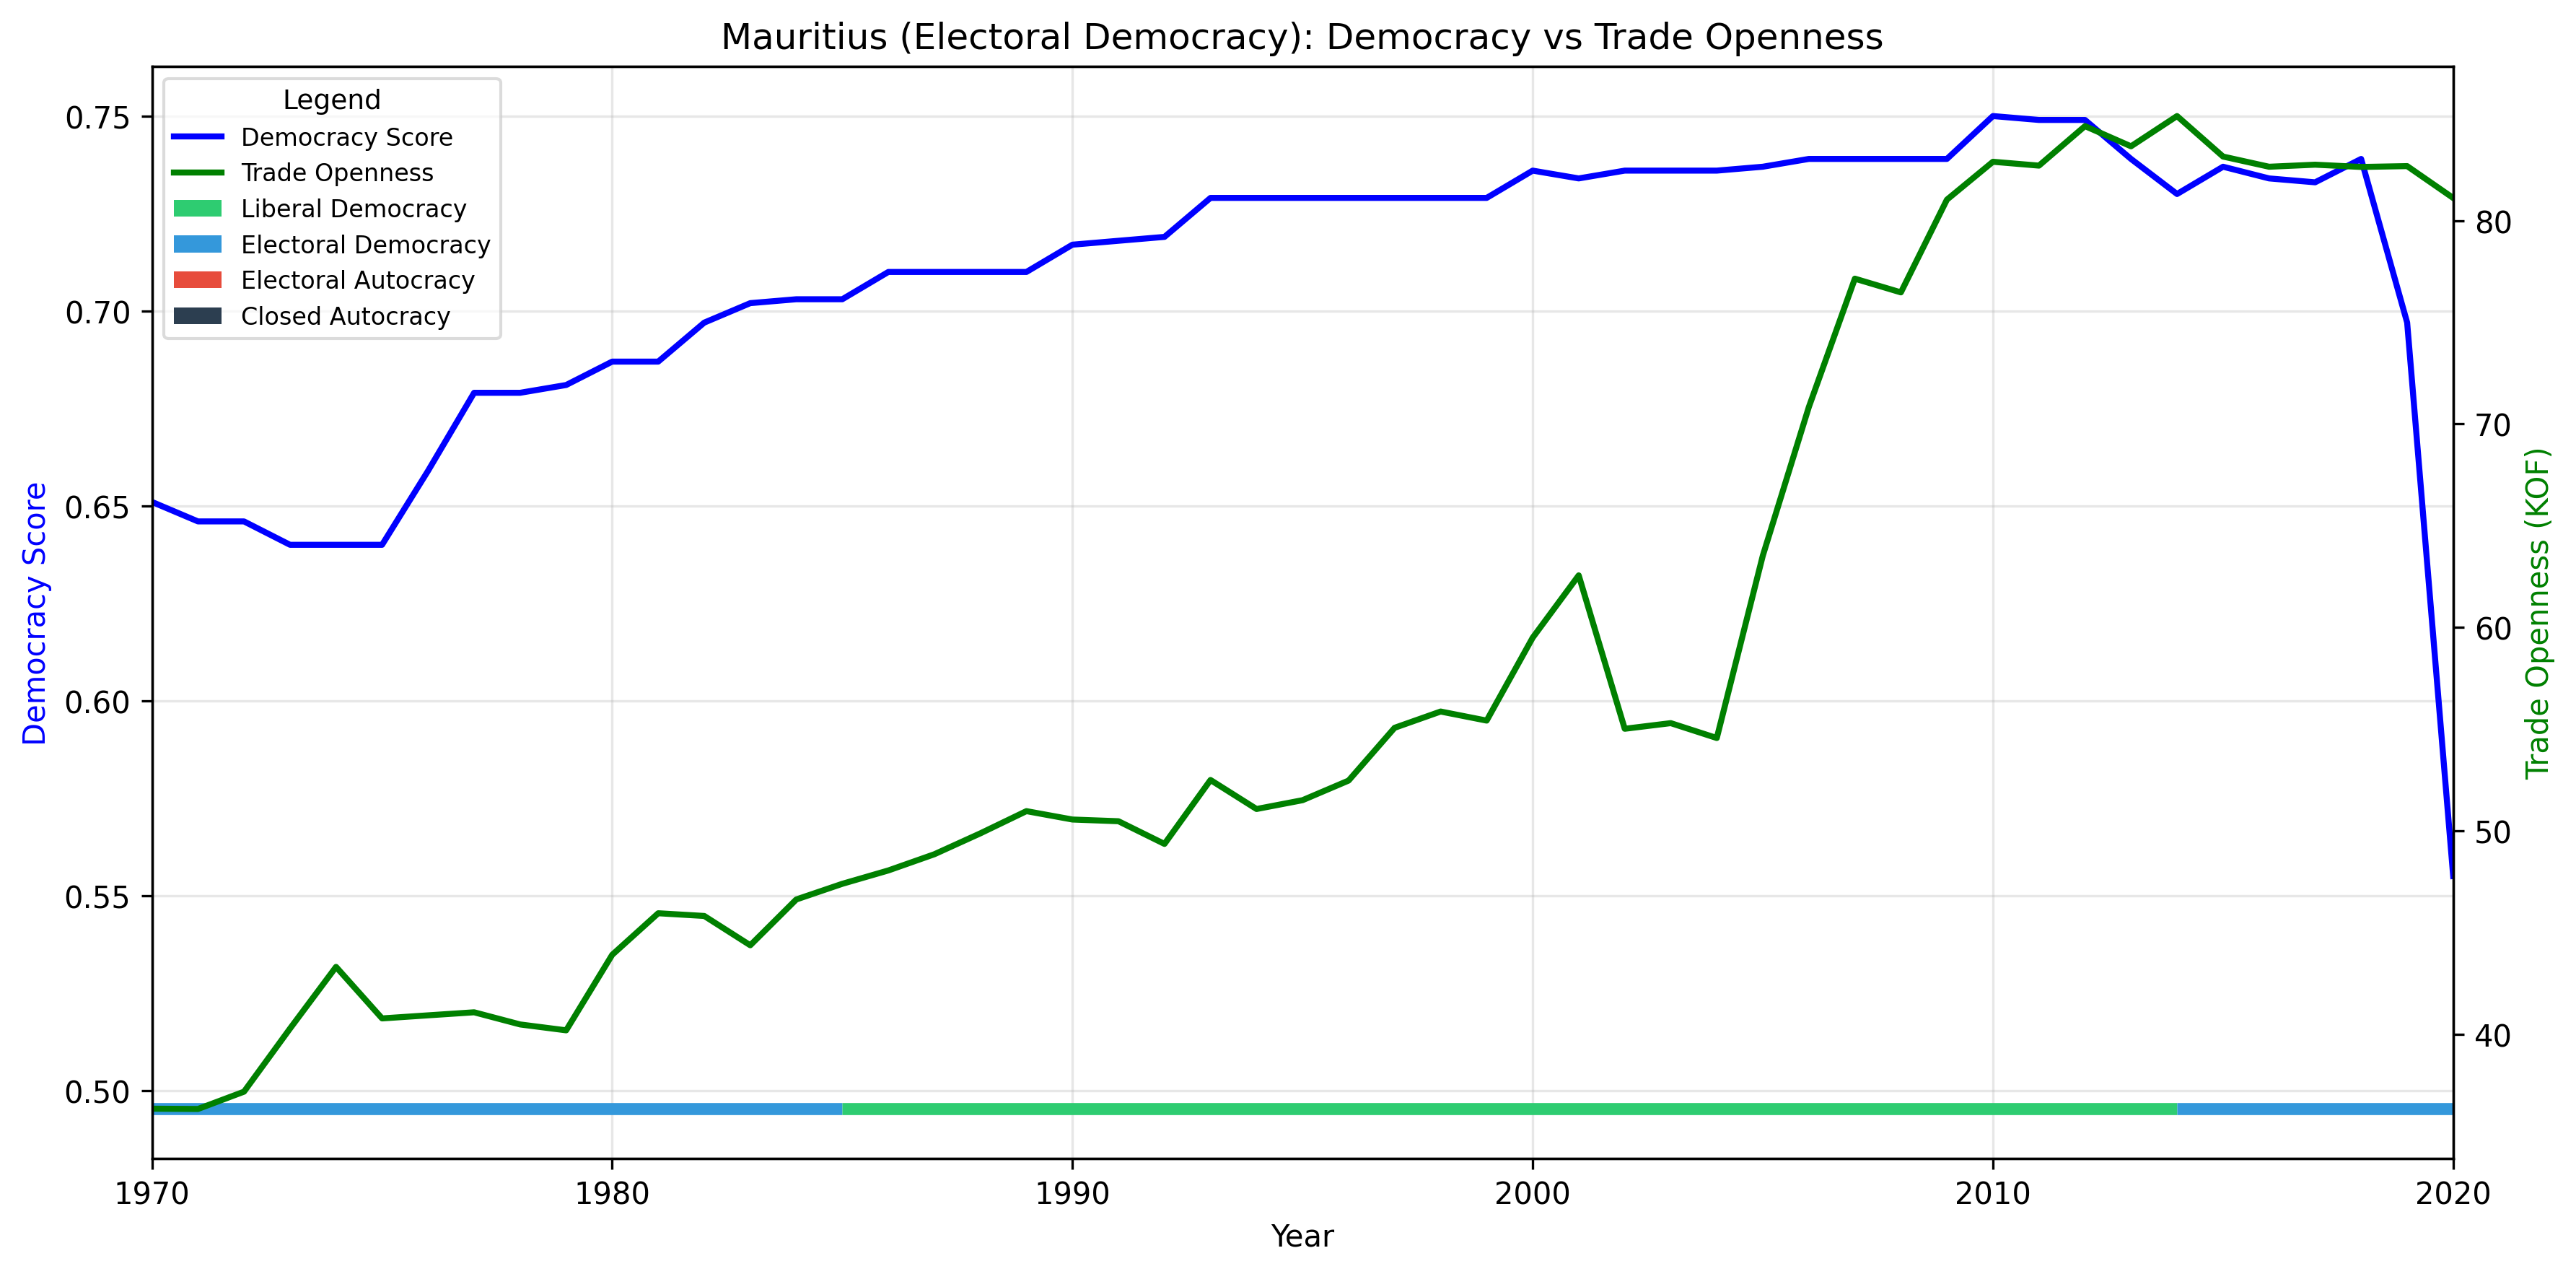 Mauritius (Electoral Democracy): Democracy vs Trade Openness
Legend
Democracy Score
Trade Openness
Liberal Democracy
Electoral Democracy
Electoral Autocracy
Closed Autocracy
Democracy Score
0.75
0.70
0.65
0.60
0.55
0.50
80
70
60
50
40
Trade Openness (KOF)
1970
1980
1990
2000
2010
2020
Year